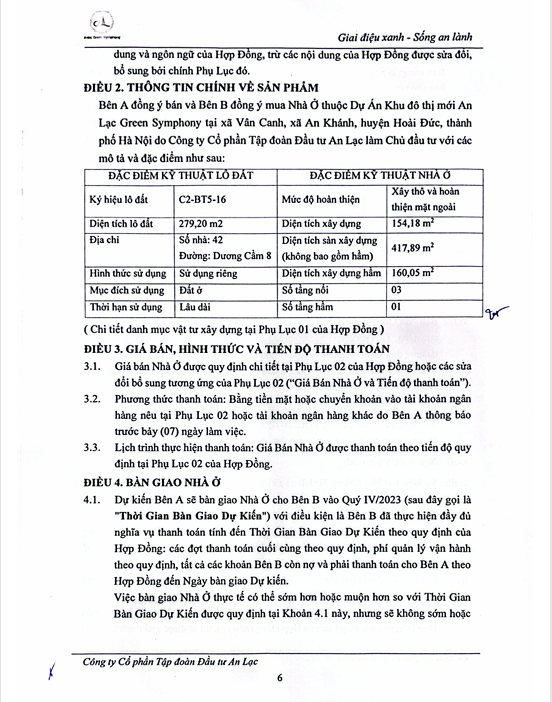 Giai điệu xanh - Sống an lành
dung và ngôn ngữ của Hợp Đồng, trừ các nội dung của Hợp Đồng được sửa đổi,
bổ sung bởi chính Phụ Lục đó.
ĐIỀU 2. THÔNG TIN CHÍNH VỀ SẢN PHẨM
Bên A đồng ý bán và Bên B đồng ý mua Nhà Ở thuộc Dự Án Khu đô thị mới An
Lạc Green Symphony tại xã Vân Canh, xã An Khánh, huyện Hoài Đức, thành
phố Hà Nội do Công ty Cổ phần Tập đoàn Đầu tư An Lạc làm Chủ đầu tư với các
mô tả và đặc điểm như sau:
ĐẶC ĐIỂM KỸ THUẬT LÔ ĐẤT ĐẶC ĐIỂM KỸ THUẬT NHÀ Ở
Ký hiệu lô đất C2-BT5-16 Mức độ hoàn thiện Xây thô và hoàn
thiện mặt ngoài
Diện tích lô đất 279,20 m2 Diện tích xây dựng 154,18 m²
Địa chỉ Số nhà: 42 Diện tích sàn xây dựng 417,89 m²
Đường: Dương Cầm 8 (không bao gồm hầm)
Hình thức sử dụng Sử dụng riêng Diện tích xây dựng hầm 160,05 m²
Mục đích sử dụng Đất ở Số tầng nổi 03
Thời hạn sử dụng Lâu dài Số tầng hầm 01
( Chi tiết danh mục vật tư xây dựng tại Phụ Lục 01 của Hợp Đồng )
ĐIỀU 3. GIÁ BÁN, HÌNH THỨC VÀ TIẾN ĐỘ THANH TOÁN
3.1. Giá bán Nhà Ở được quy định chi tiết tại Phụ Lục 02 của Hợp Đồng hoặc các sửa
đổi bổ sung tương ứng của Phụ Lục 02 (“Giá Bán Nhà Ở và Tiến độ thanh toán”).
3.2. Phương thức thanh toán: Bằng tiền mặt hoặc chuyển khoản vào tài khoản ngân
hàng nêu tại Phụ Lục 02 hoặc tài khoản ngân hàng khác do Bên A thông báo
trước bảy (07) ngày làm việc.
3.3. Lịch trình thực hiện thanh toán: Giá Bán Nhà Ở được thanh toán theo tiến độ quy
định tại Phụ Lục 02 của Hợp Đồng.
ĐIỀU 4. BÀN GIAO NHÀ Ở
4.1. Dự kiến Bên A sẽ bàn giao Nhà Ở cho Bên B vào Quý IV/2023 (sau đây gọi là
"Thời Gian Bàn Giao Dự Kiến") với điều kiện là Bên B đã thực hiện đầy đủ
nghĩa vụ thanh toán tính đến Thời Gian Bàn Giao Dự Kiến theo quy định của
Hợp Đồng: các đợt thanh toán cuối cùng theo quy định, phí quản lý vận hành
theo quy định, tất cả các khoản Bên B còn nợ và phải thanh toán cho Bên A theo
Hợp Đồng đến Ngày bàn giao Dự kiến.
Việc bàn giao Nhà Ở thực tế có thể sớm hơn hoặc muộn hơn so với Thời Gian
Bàn Giao Dự Kiến được quy định tại Khoản 4.1 này, nhưng sẽ không sớm hoặc
Công ty Cổ phần Tập đoàn Đầu tư An Lạc
6